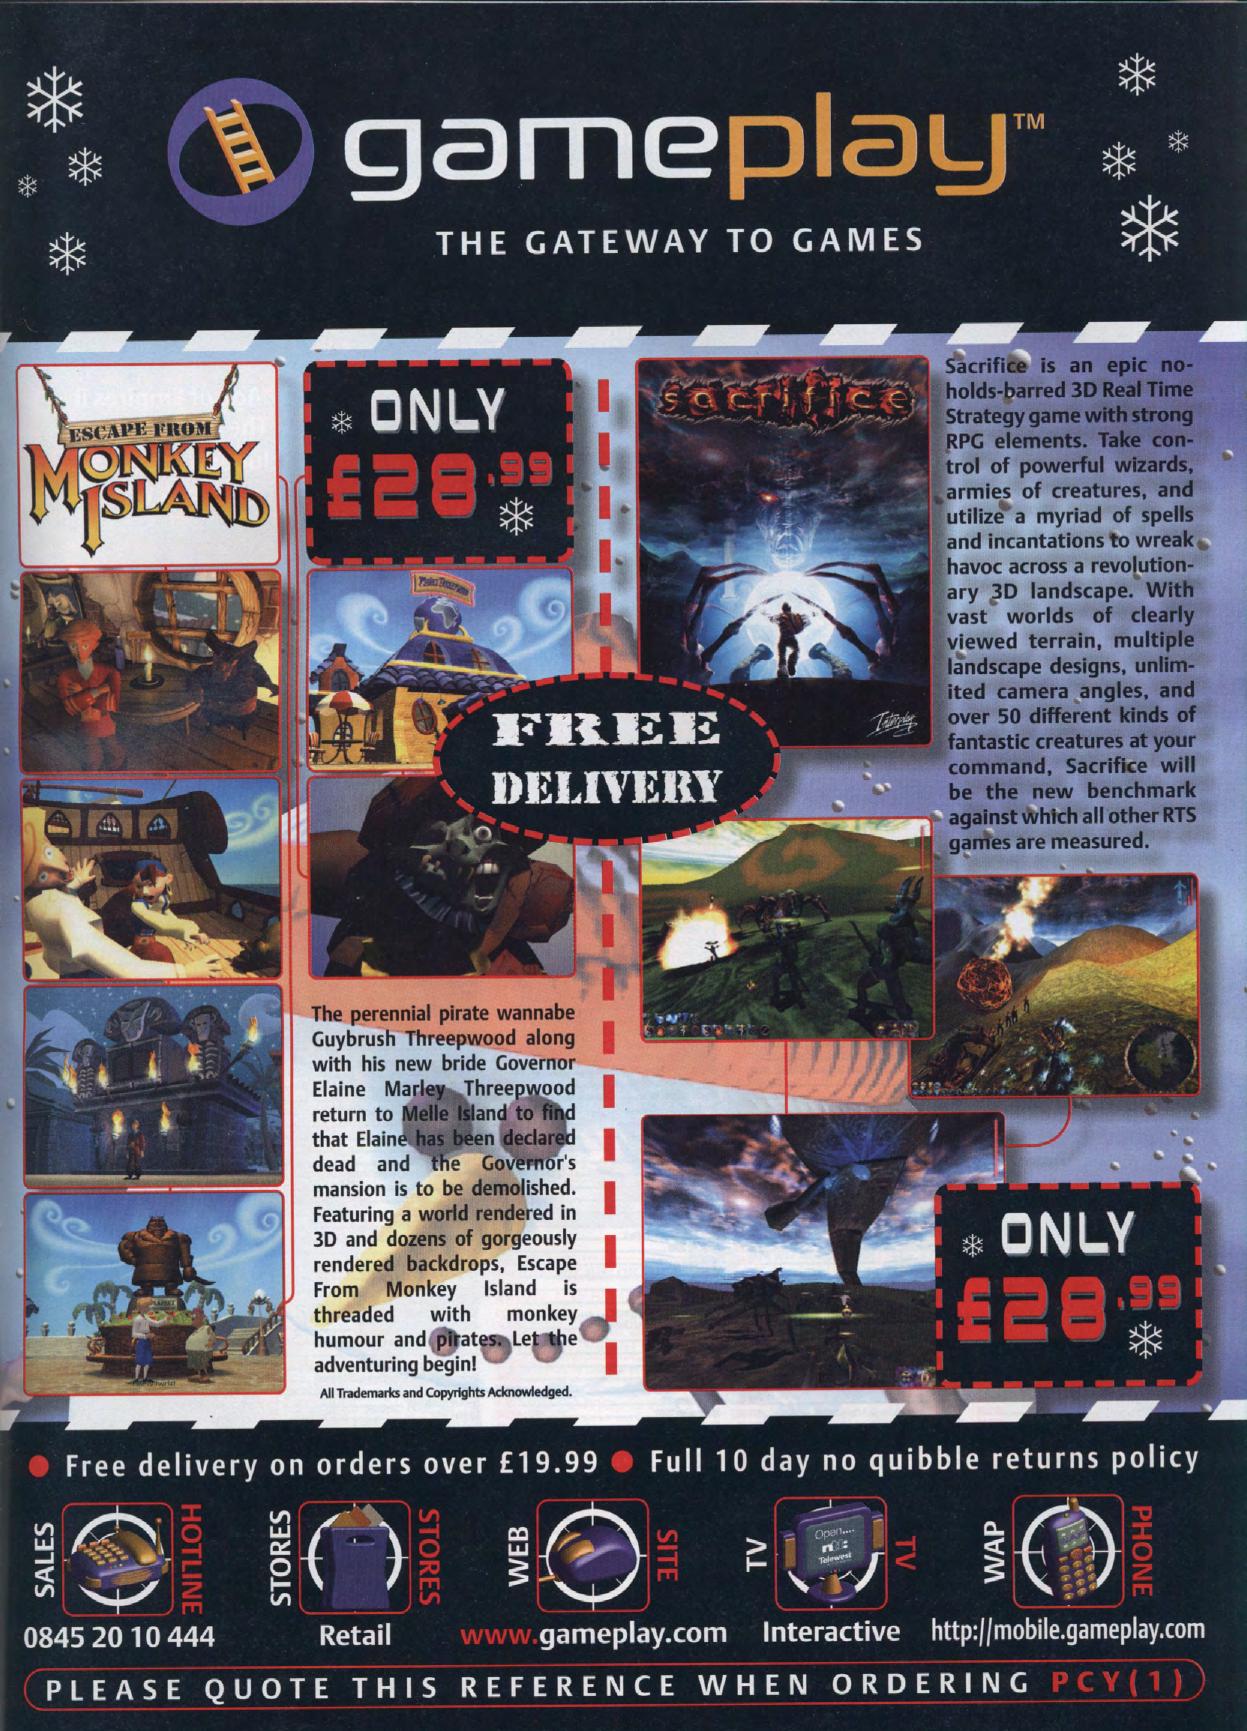 gameplay™
THE GATEWAY TO GAMES
ESCAPE FROM
MONKEY
ISLAND
ONLY
£28.99
sacrifice
Interplay
Sacrifice is an epic no-
holds-barred 3D Real Time
Strategy game with strong
RPG elements. Take con-
trol of powerful wizards,
armies of creatures, and
utilize a myriad of spells
and incantations to wreak
havoc across a revolution-
ary 3D landscape. With
vast worlds of clearly
viewed terrain, multiple
landscape designs, unlim-
ited camera angles, and
over 50 different kinds of
fantastic creatures at your
command, Sacrifice will
be the new benchmark
against which all other RTS
games are measured.
FREE
DELIVERY
The perennial pirate wannabe
Guybrush Threepwood along
with his new bride Governor
Elaine Marley Threepwood
return to Melle Island to find
that Elaine has been declared
dead and the Governor's
mansion is to be demolished.
Featuring a world rendered in
3D and dozens of gorgeously
rendered backdrops, Escape
From Monkey Island is
threaded with monkey
humour and pirates. Let the
adventuring begin!
All Trademarks and Copyrights Acknowledged.
ONLY
£28.99
● Free delivery on orders over £19.99 ● Full 10 day no quibble returns policy
SALES HOTLINE
0845 20 10 444
STORES STORES
Retail
WEB SITE
www.gameplay.com
TV TV
Open....
ntl:
Telewest
Interactive
WAP PHONE
http://mobile.gameplay.com
PLEASE QUOTE THIS REFERENCE WHEN ORDERING PCY(1)